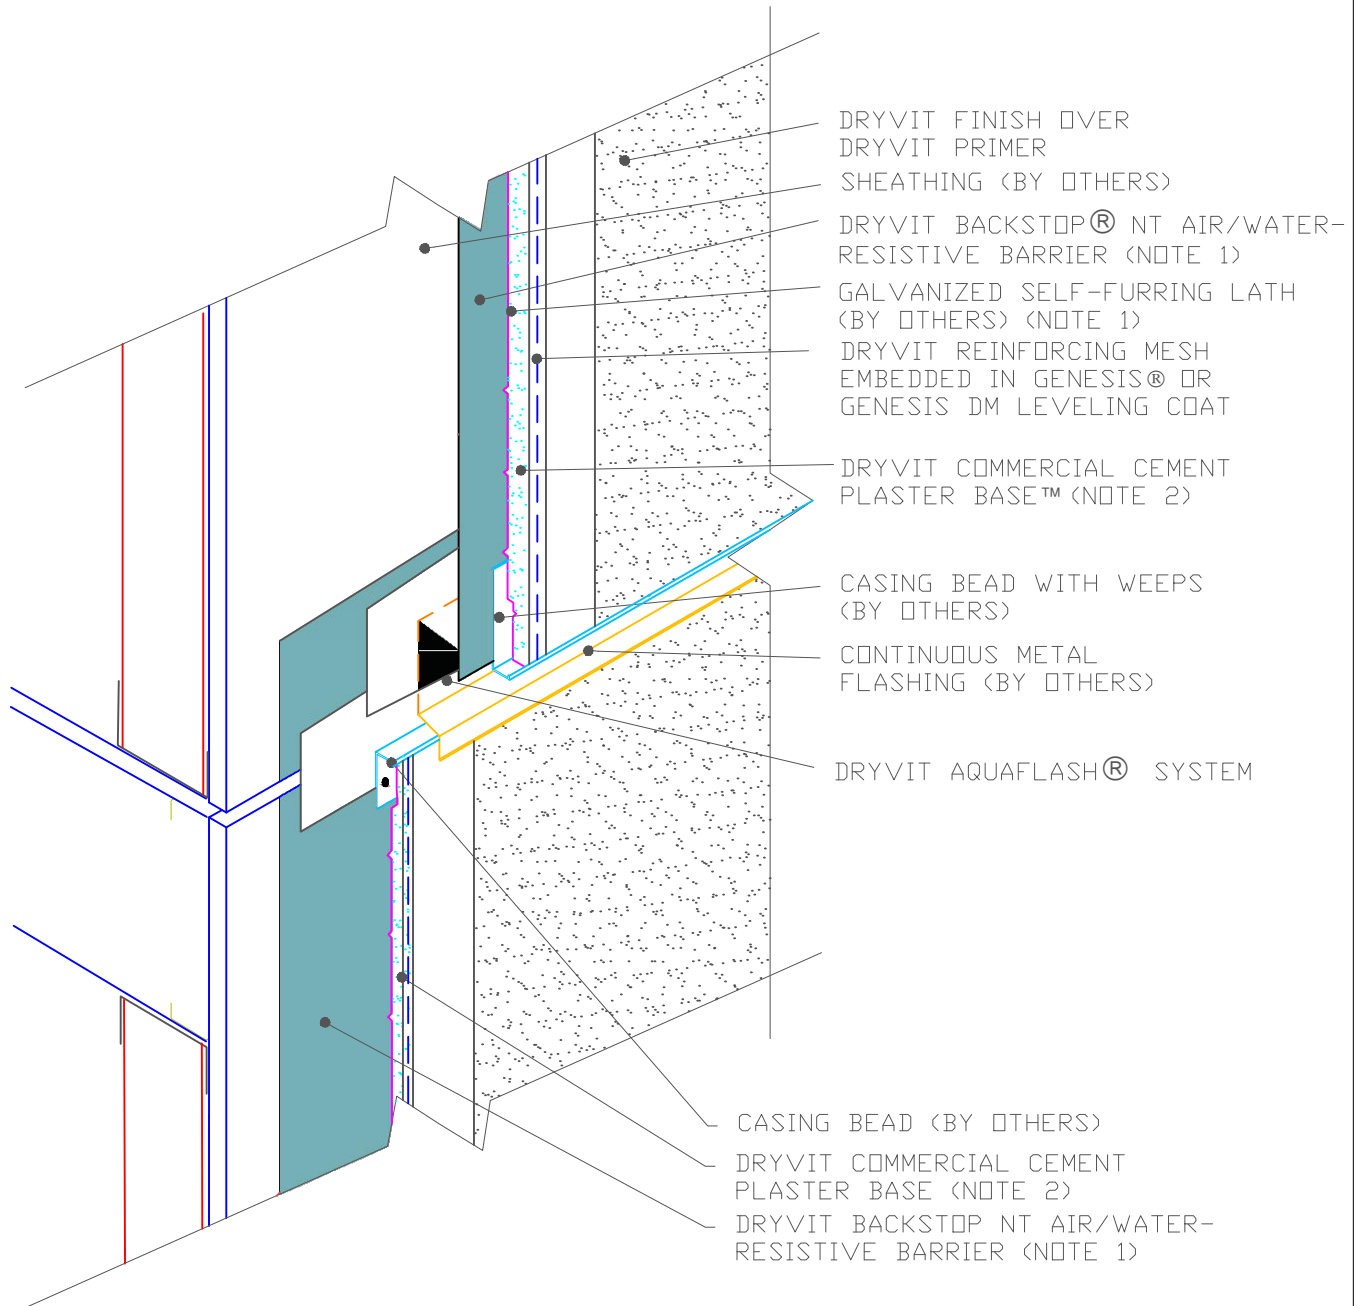 DRYVIT FINISH OVER
DRYVIT PRIMER
SHEATHING (BY OTHERS)
DRYVIT BACKSTOP® NT AIR/WATER-
RESISTIVE BARRIER (NOTE 1)
GALVANIZED SELF-FURRING LATH
(BY OTHERS) (NOTE 1)
DRYVIT REINFORCING MESH
EMBEDDED IN GENESIS® OR
GENESIS DM LEVELING COAT
DRYVIT COMMERCIAL CEMENT
PLASTER BASE™ (NOTE 2)
CASING BEAD WITH WEEPS
(BY OTHERS)
CONTINUOUS METAL
FLASHING (BY OTHERS)
DRYVIT AQUAFLASH® SYSTEM
CASING BEAD (BY OTHERS)
DRYVIT COMMERCIAL CEMENT
PLASTER BASE (NOTE 2)
DRYVIT BACKSTOP NT AIR/WATER-
RESISTIVE BARRIER (NOTE 1)